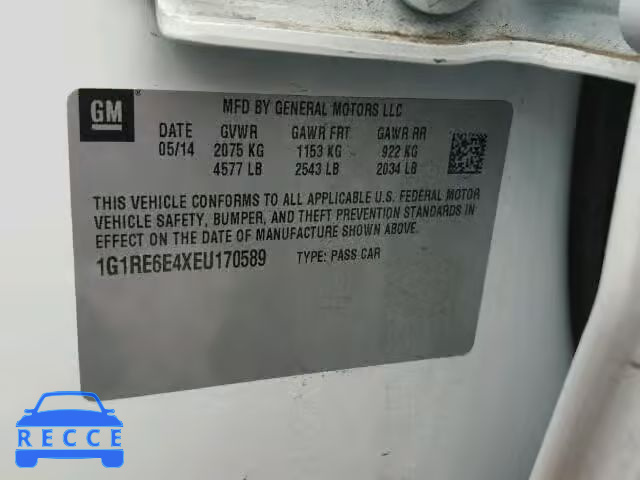 GM
MFD BY GENERAL MOTORS LLC
DATE GVWR GAWR FRT GAWR RR
05/14 2075 KG 1153 KG 922 KG
4577 LB 2543 LB 2034 LB
THIS VEHICLE CONFORMS TO ALL APPLICABLE U.S. FEDERAL MOTOR
VEHICLE SAFETY, BUMPER, AND THEFT PREVENTION STANDARDS IN
EFFECT ON THE DATE OF MANUFACTURE SHOWN ABOVE.
1G1RE6E4XEU170589 TYPE: PASS CAR
RECCE